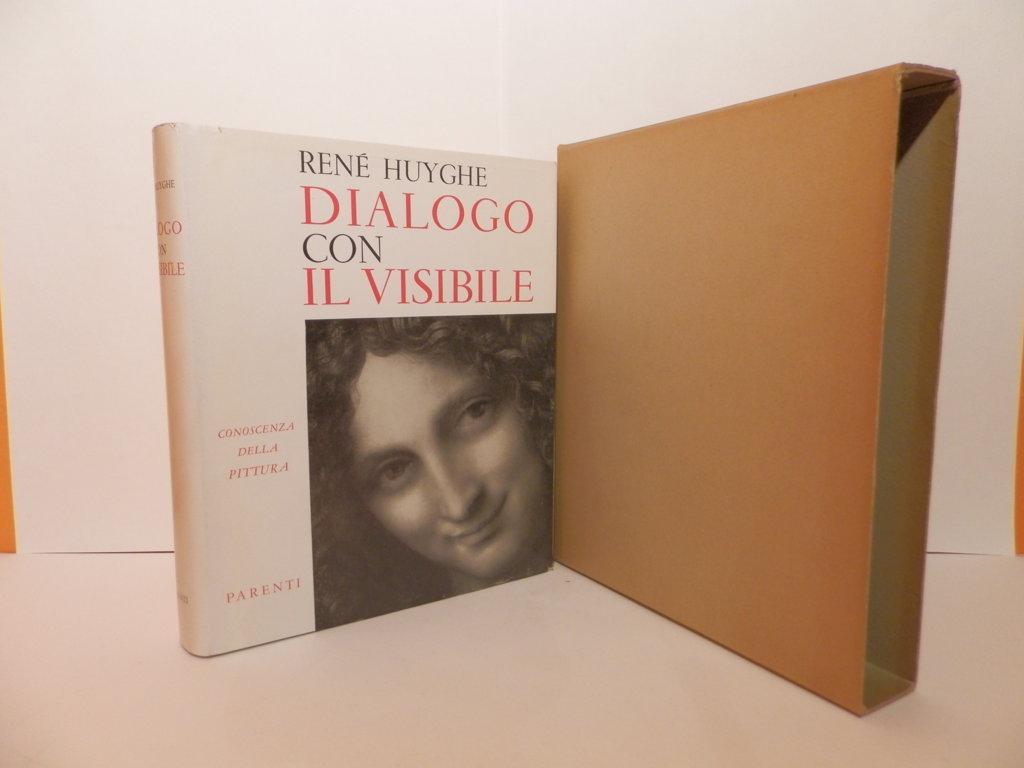 RENÉ HUYGHE
DIALOGO
CON
IL VISIBILE
CONOSCENZA
DELLA
PITTURA
PARENTI